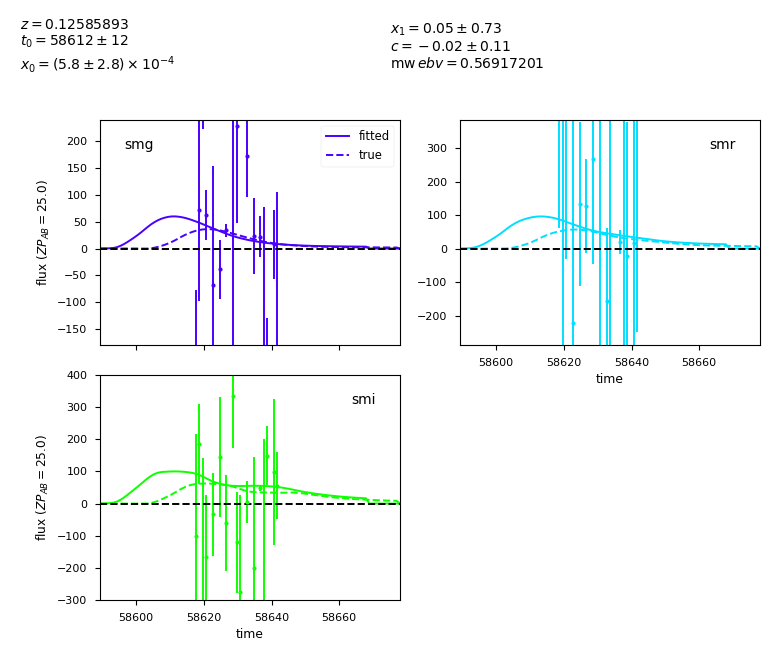 z = 0.12585893
t₀ = 58612 ± 12
x₀ = (5.8 ± 2.8) × 10⁻⁴
x₁ = 0.05 ± 0.73
c = −0.02 ± 0.11
mw ebv = 0.56917201
smg
fitted
true
200
150
100
50
0
−50
−100
−150
flux (ZP_AB = 25.0)
smr
300
200
100
0
−100
−200
58600 58620 58640 58660
time
smi
400
300
200
100
0
−100
−200
−300
flux (ZP_AB = 25.0)
58600 58620 58640 58660
time